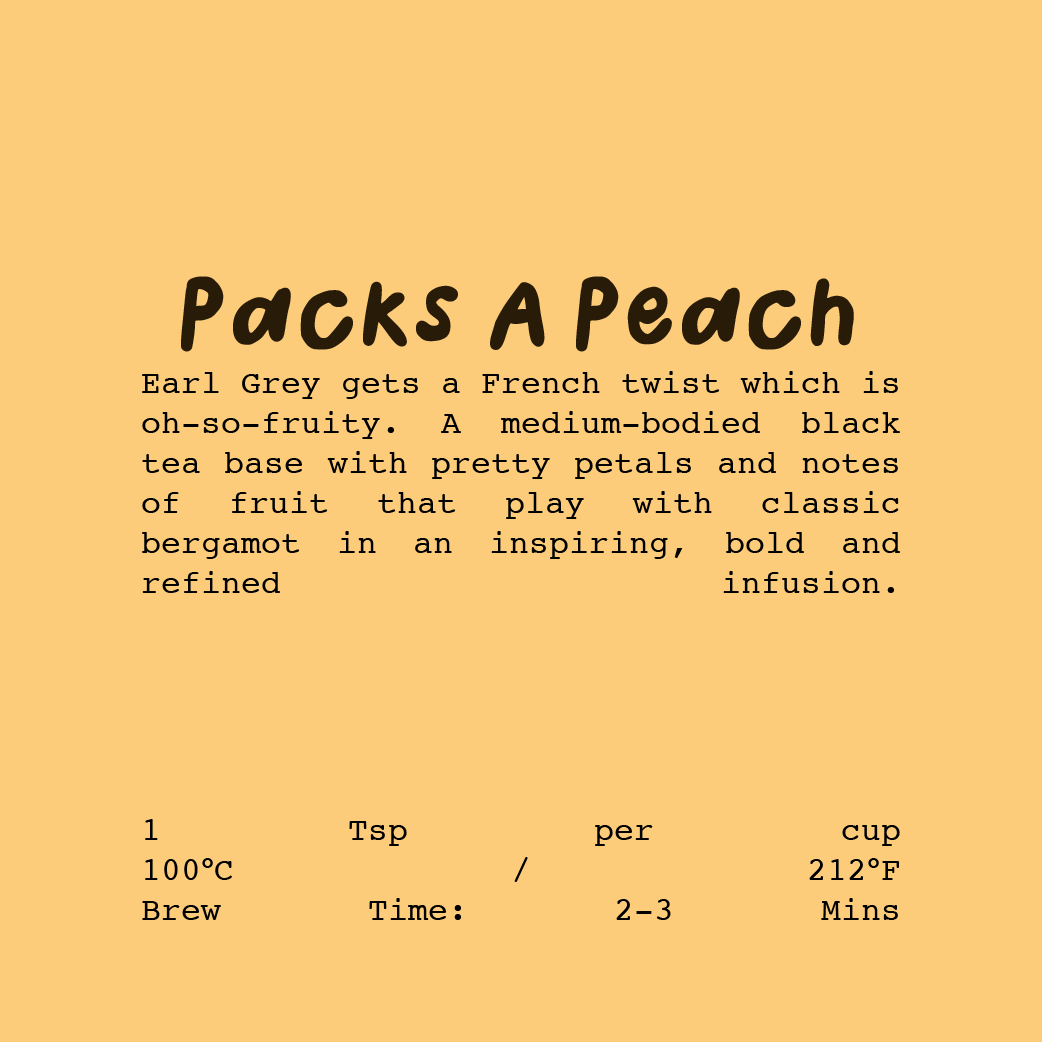 Packs A Peach
Earl Grey gets a French twist which is
oh-so-fruity. A medium-bodied black
tea base with pretty petals and notes
of fruit that play with classic
bergamot in an inspiring, bold and
refined infusion.
1 Tsp per cup
100°C / 212°F
Brew Time: 2-3 Mins